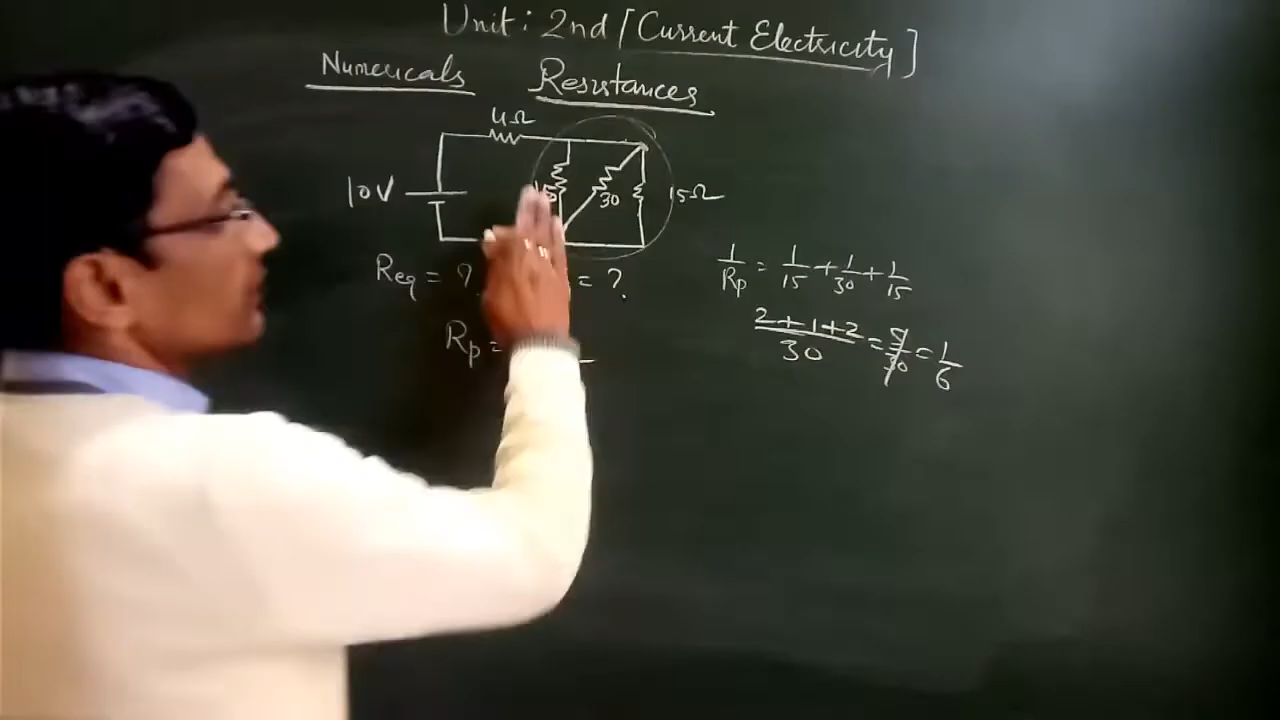 Unit: 2nd [Current Electricity]
Numericals Resistances
4Ω
10V 15 30 15Ω
Req = ? = ?
1/Rp = 1/15 + 1/30 + 1/15
Rp =
2+1+2/30 = 5/30 = 1/6